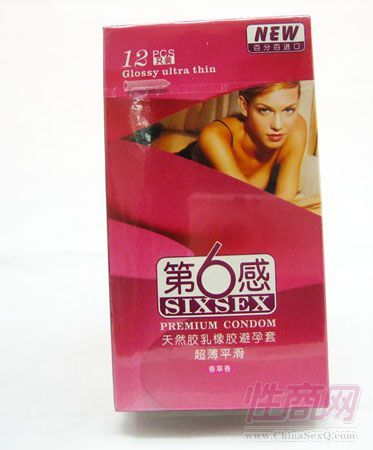 NEW
百分百进口
12 PCS
只装
Glossy ultra thin
第6感
SIXSEX
PREMIUM CONDOM
天然胶乳橡胶避孕套
超薄平滑
香草香
性商网
www.ChinaSexQ.com